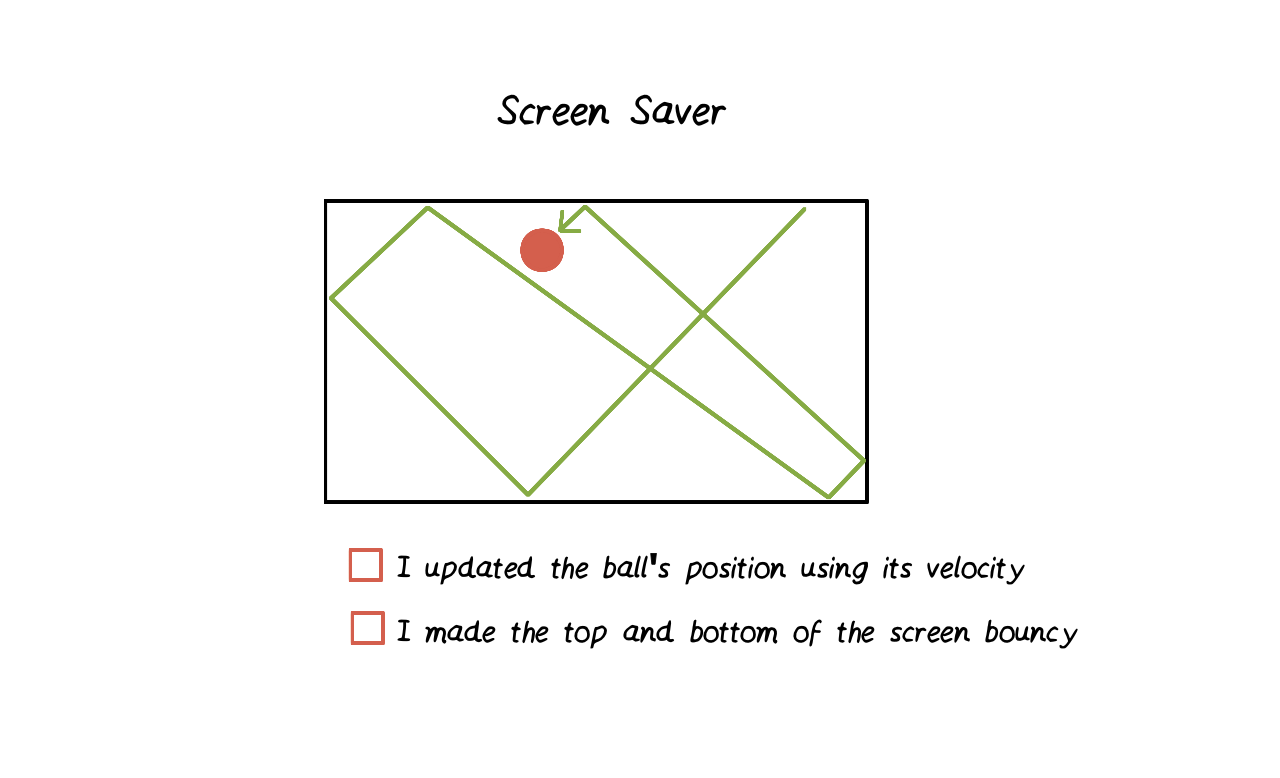 Screen Saver
I updated the ball's position using its velocity
I made the top and bottom of the screen bouncy